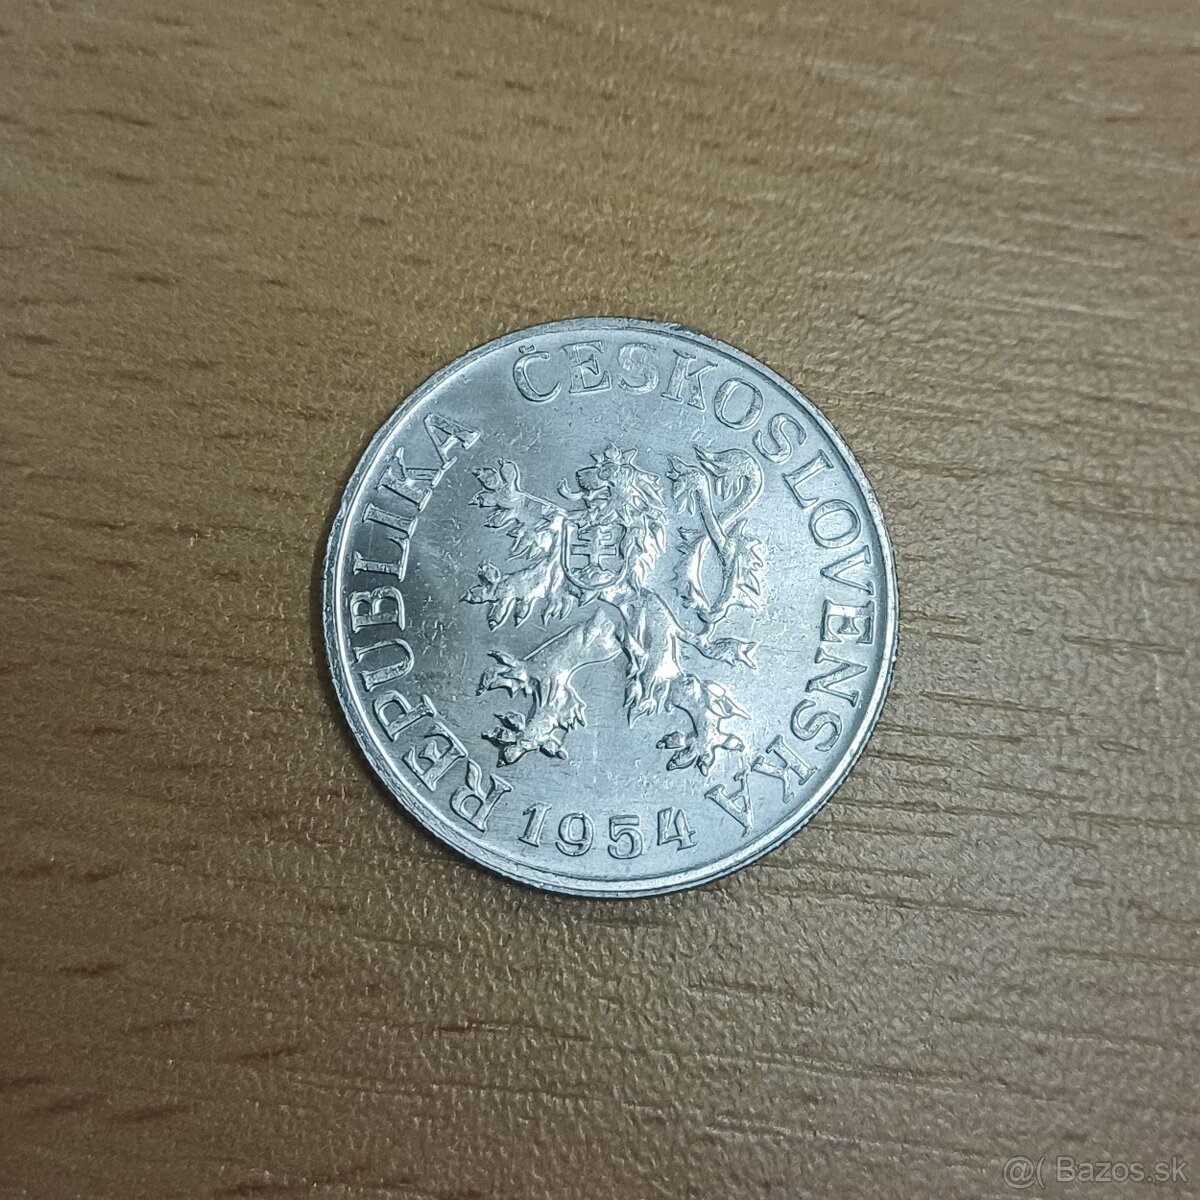 REPUBLIKA ČESKOSLOVENSKÁ
1954
@( Bazos.sk